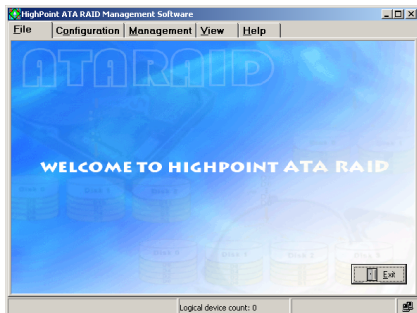 HighPoint ATA RAID Management Software
File Configuration Management View Help
ATARAID
WELCOME TO HIGHPOINT ATA RAID
Exit
Logical device count: 0